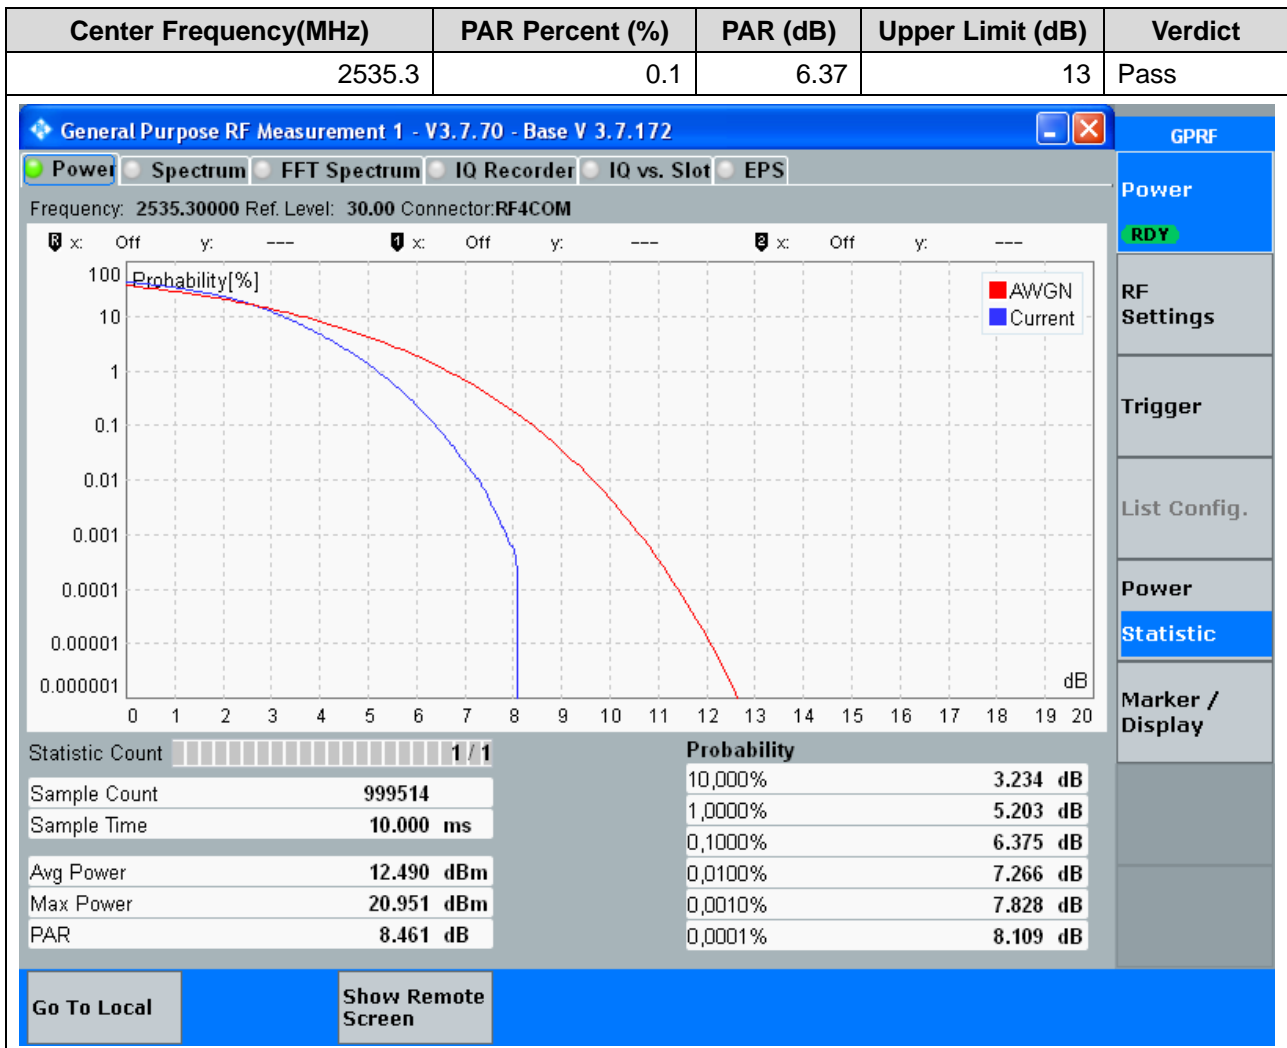 Center Frequency(MHz) PAR Percent (%) PAR (dB) Upper Limit (dB) Verdict
2535.3 0.1 6.37 13 Pass
General Purpose RF Measurement 1 - V3.7.70 - Base V 3.7.172
GPRF
Power Spectrum FFT Spectrum IQ Recorder IQ vs. Slot EPS
Power
RDY
Frequency: 2535.30000 Ref. Level: 30.00 Connector:RF4COM
R x: Off y: --- 1 x: Off y: --- 2 x: Off y: ---
Probability[%]
AWGN
Current
100
10
1
0.1
0.01
0.001
0.0001
0.00001
0.000001
dB
0 1 2 3 4 5 6 7 8 9 10 11 12 13 14 15 16 17 18 19 20
RF
Settings
Trigger
List Config.
Power
Statistic
Marker /
Display
Statistic Count 1 / 1
Sample Count 999514
Sample Time 10.000 ms
Avg Power 12.490 dBm
Max Power 20.951 dBm
PAR 8.461 dB
Probability
10,000% 3.234 dB
1,0000% 5.203 dB
0,1000% 6.375 dB
0,0100% 7.266 dB
0,0010% 7.828 dB
0,0001% 8.109 dB
Go To Local
Show Remote
Screen